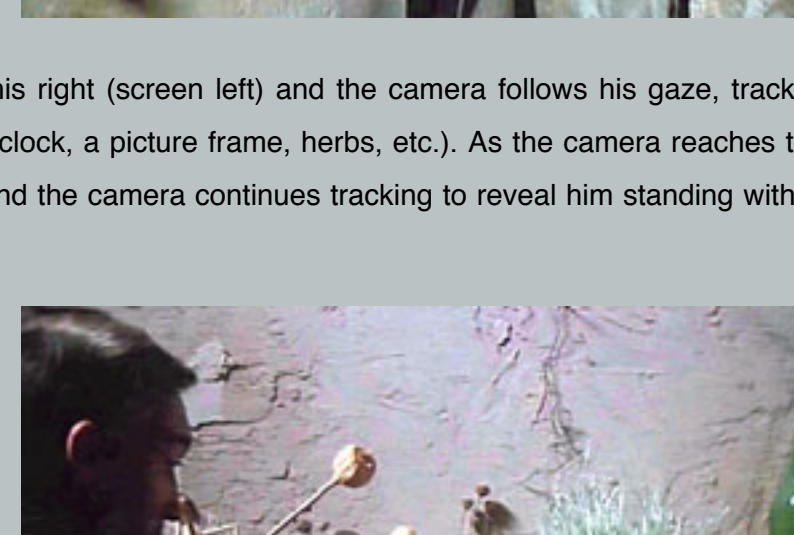 his right (screen left) and the camera follows his gaze, track
clock, a picture frame, herbs, etc.). As the camera reaches t
nd the camera continues tracking to reveal him standing with